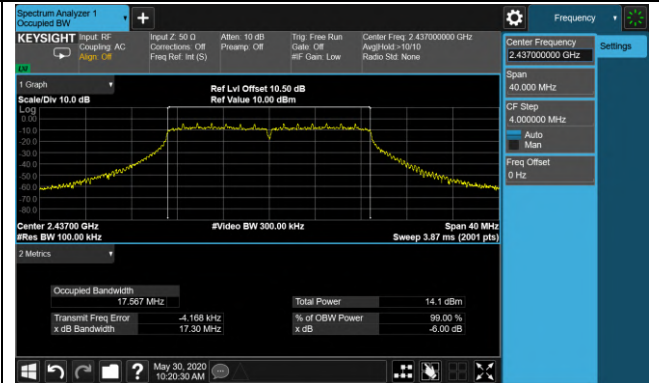 Spectrum Analyzer 1
Occupied BW
Frequency
KEYSIGHT
Input: RF
Coupling: AC
Align: Off
Input Z: 50 Ω
Corrections: Off
Freq Ref: Int (S)
Atten: 10 dB
Preamp: Off
Trig: Free Run
Gate: Off
#IF Gain: Low
Center Freq: 2.437000000 GHz
Avg|Hold:>10/10
Radio Std: None
Center Frequency
2.437000000 GHz
Settings
Span
40.000 MHz
CF Step
4.000000 MHz
Auto
Man
Freq Offset
0 Hz
1 Graph
Scale/Div 10.0 dB
Ref Lvl Offset 10.50 dB
Ref Value 10.00 dBm
Log
0.00
-10.0
-20.0
-30.0
-40.0
-50.0
-60.0
-70.0
-80.0
Center 2.43700 GHz
#Res BW 100.00 kHz
#Video BW 300.00 kHz
Span 40 MHz
Sweep 3.87 ms (2001 pts)
2 Metrics
Occupied Bandwidth
17.567 MHz
Total Power 14.1 dBm
Transmit Freq Error -4.168 kHz
% of OBW Power 99.00 %
x dB Bandwidth 17.30 MHz
x dB -6.00 dB
?
May 30, 2020
10:20:30 AM